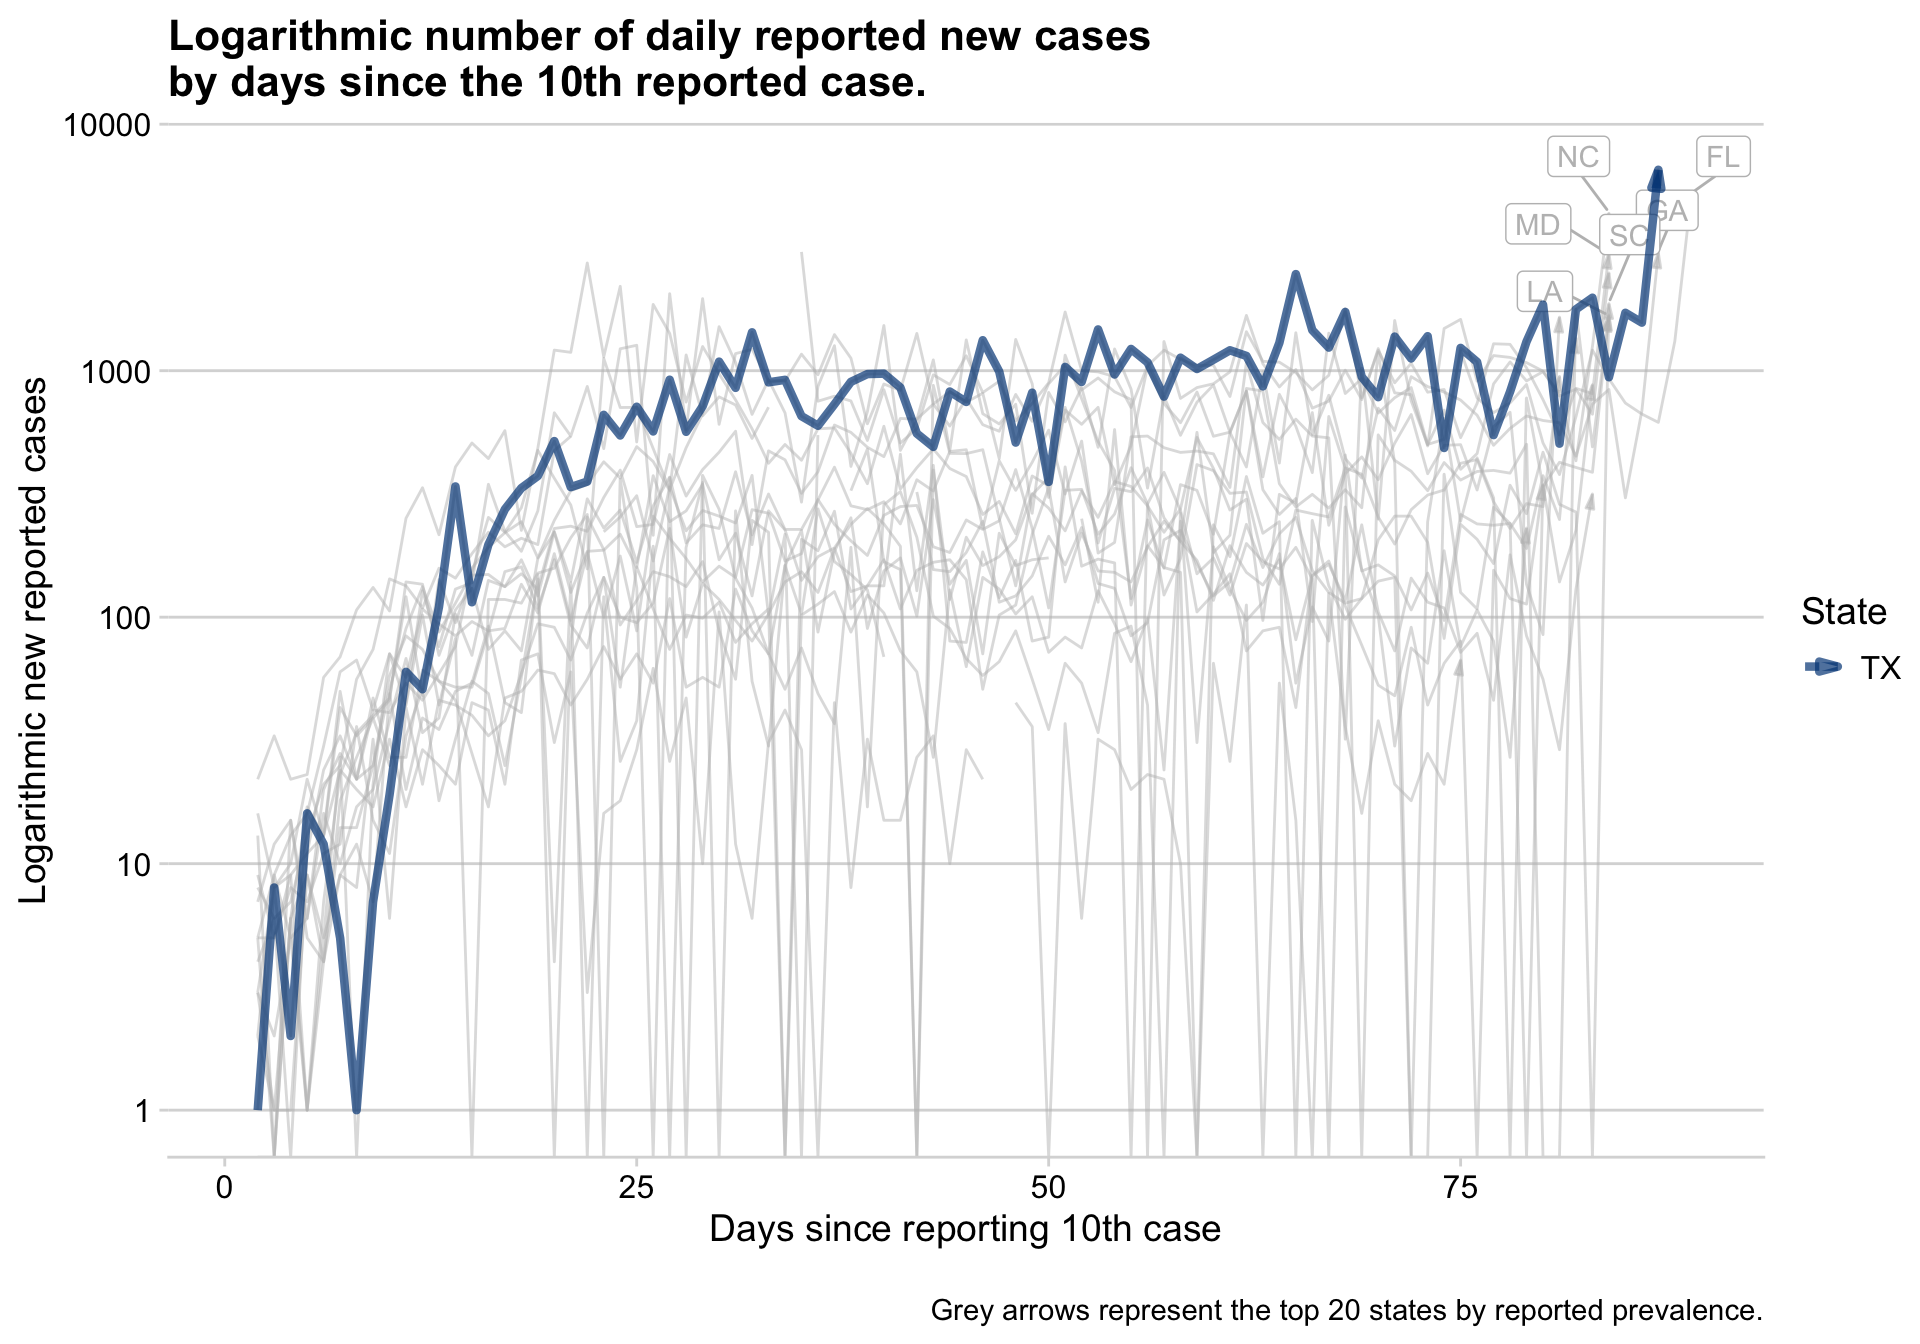 Logarithmic number of daily reported new cases
by days since the 10th reported case.
Logarithmic new reported cases
10000
1000
100
10
1
NC
FL
GA
MD
SC
LA
State
TX
0
25
50
75
Days since reporting 10th case
Grey arrows represent the top 20 states by reported prevalence.